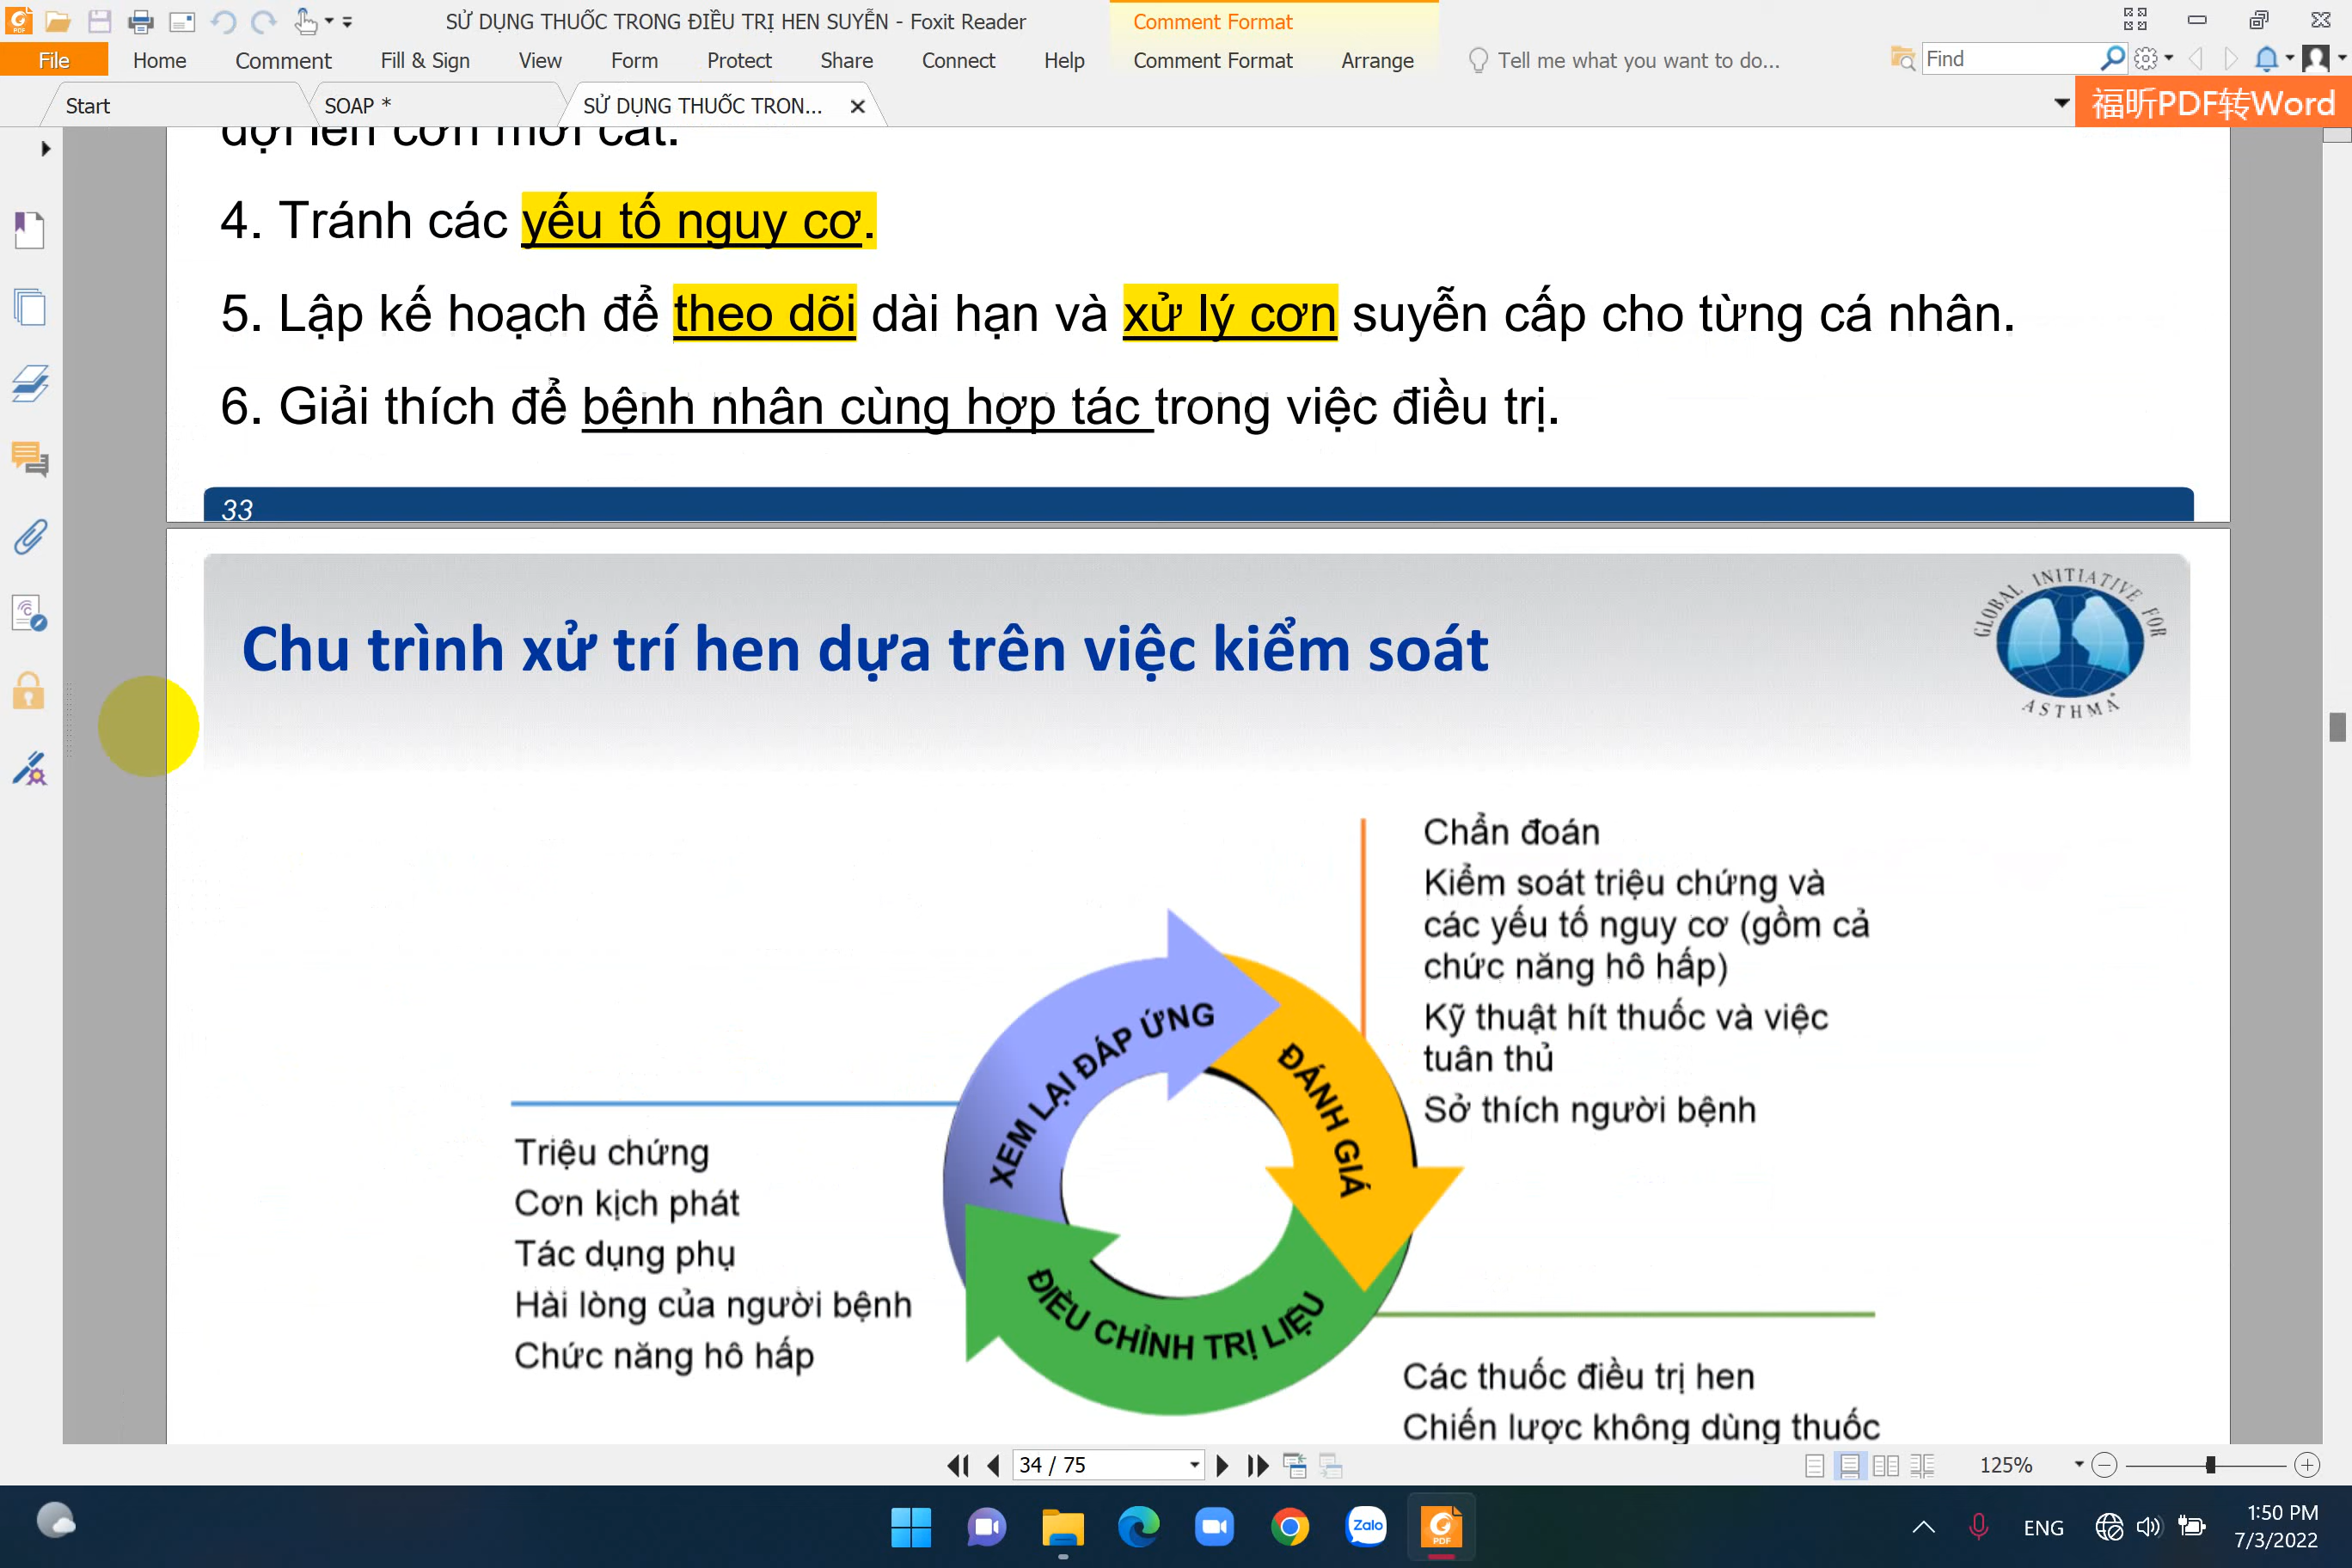 SỬ DỤNG THUỐC TRONG ĐIỀU TRỊ HEN SUYỄN - Foxit Reader
Comment Format
File Home Comment Fill & Sign View Form Protect Share Connect Help Comment Format Arrange Tell me what you want to do... Find
Start SOAP * SỬ DỤNG THUỐC TRON... 福昕PDF转Word
đợi lên cơn mới cắt.
4. Tránh các yếu tố nguy cơ.
5. Lập kế hoạch để theo dõi dài hạn và xử lý cơn suyễn cấp cho từng cá nhân.
6. Giải thích để bệnh nhân cùng hợp tác trong việc điều trị.
33
Chu trình xử trí hen dựa trên việc kiểm soát
GLOBAL INITIATIVE FOR
ASTHMA
Chẩn đoán
Kiểm soát triệu chứng và
các yếu tố nguy cơ (gồm cả
chức năng hô hấp)
Kỹ thuật hít thuốc và việc
tuân thủ
Sở thích người bệnh
XEM LẠI ĐÁP ỨNG
ĐÁNH GIÁ
ĐIỀU CHỈNH TRỊ LIỆU
Triệu chứng
Cơn kịch phát
Tác dụng phụ
Hài lòng của người bệnh
Chức năng hô hấp
Các thuốc điều trị hen
Chiến lược không dùng thuốc
34 / 75
125%
Zalo
PDF
ENG
1:50 PM
7/3/2022